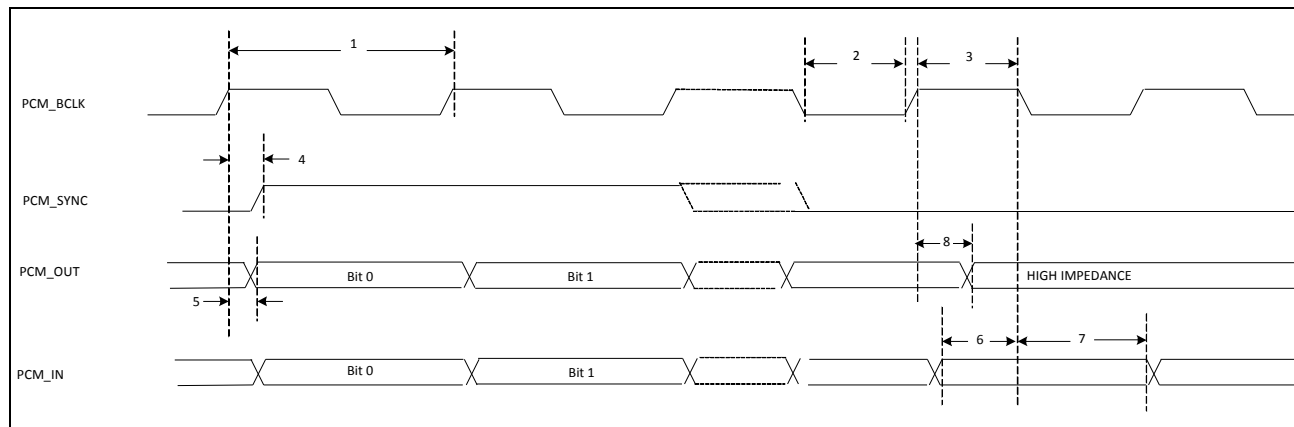 1
2
3
PCM_BCLK
4
PCM_SYNC
8
PCM_OUT
Bit 0
Bit 1
HIGH IMPEDANCE
5
6
7
PCM_IN
Bit 0
Bit 1